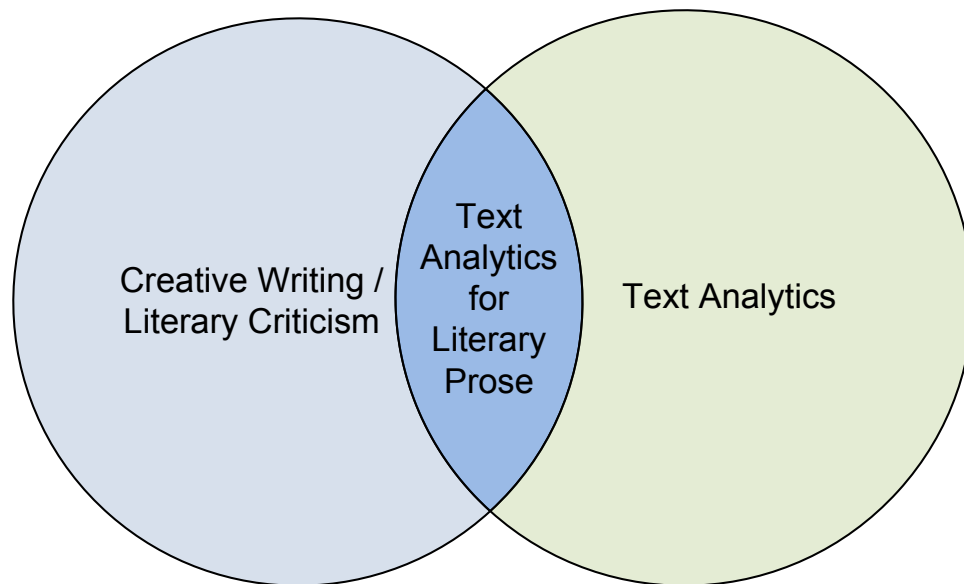 Creative Writing /
Literary Criticism
Text
Analytics
for
Literary
Prose
Text Analytics